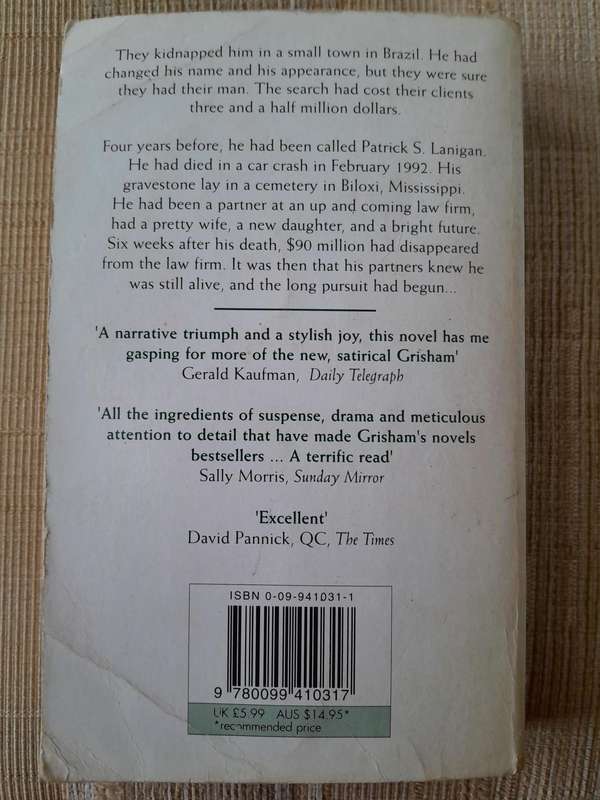 They kidnapped him in a small town in Brazil. He had
changed his name and his appearance, but they were sure
they had their man. The search had cost their clients
three and a half million dollars.
Four years before, he had been called Patrick S. Lanigan.
He had died in a car crash in February 1992. His
gravestone lay in a cemetery in Biloxi, Mississippi.
He had been a partner at an up and coming law firm,
had a pretty wife, a new daughter, and a bright future.
Six weeks after his death, $90 million had disappeared
from the law firm. It was then that his partners knew he
was still alive, and the long pursuit had begun...
'A narrative triumph and a stylish joy, this novel has me
gasping for more of the new, satirical Grisham'
Gerald Kaufman, Daily Telegraph
'All the ingredients of suspense, drama and meticulous
attention to detail that have made Grisham's novels
bestsellers ... A terrific read'
Sally Morris, Sunday Mirror
'Excellent'
David Pannick, QC, The Times
ISBN 0-09-941031-1
9 780099 410317
UK £5.99 AUS $14.95*
*recommended price